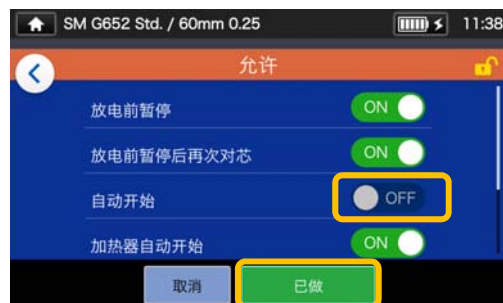 SM G652 Std. / 60mm 0.25 11:38
允许
放电前暂停 ON
放电前暂停后再次对芯 ON
自动开始 OFF
加热器自动开始 ON
取消 已做